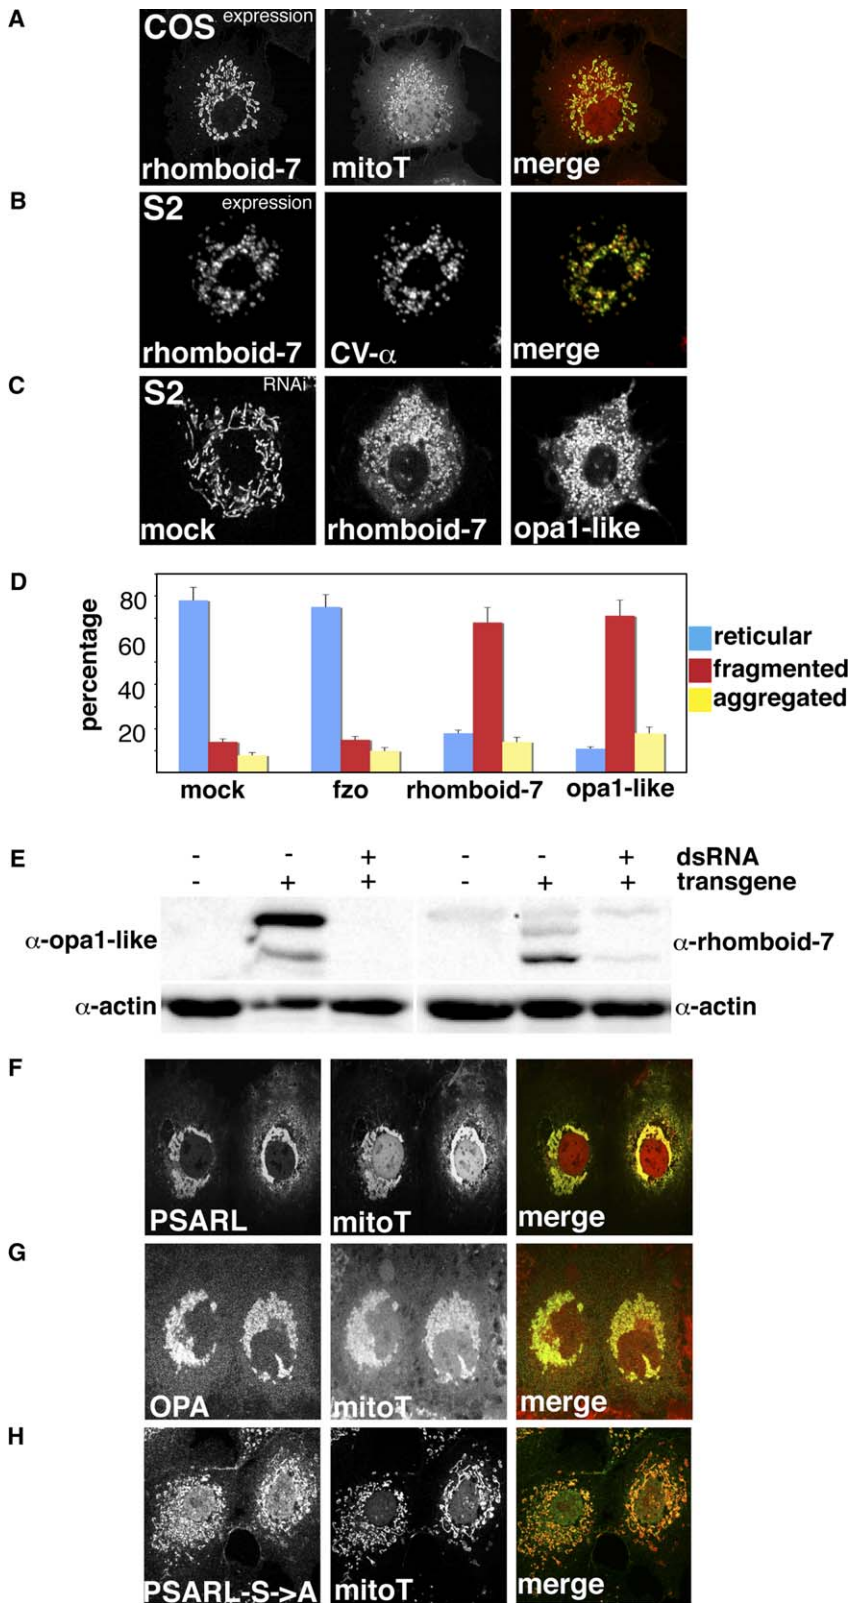 A
COS expression
rhomboid-7
mitoT
merge
B
S2 expression
rhomboid-7
CV-α
merge
C
S2 RNAi
mock
rhomboid-7
opa1-like
D
percentage
80
60
40
20
mock
fzo
rhomboid-7
opa1-like
reticular
fragmented
aggregated
E
- - + - - + dsRNA
- + + - + + transgene
α-opa1-like
α-rhomboid-7
α-actin
α-actin
F
PSARL
mitoT
merge
G
OPA
mitoT
merge
H
PSARL-S->A
mitoT
merge